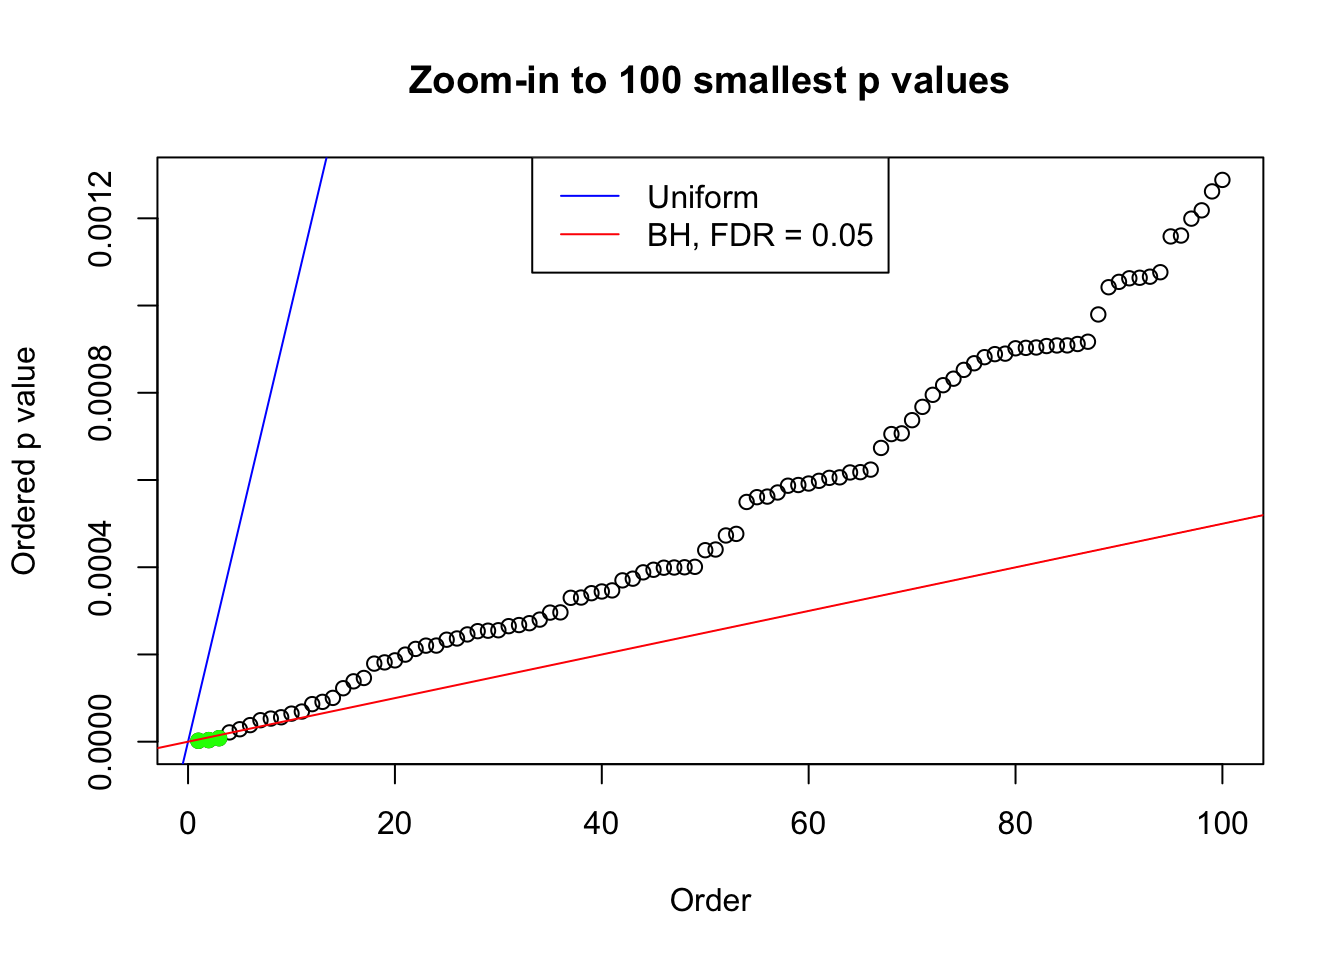 Zoom-in to 100 smallest p values
Uniform
BH, FDR = 0.05
Ordered p value
0.0012
0.0008
0.0004
0.0000
0 20 40 60 80 100
Order